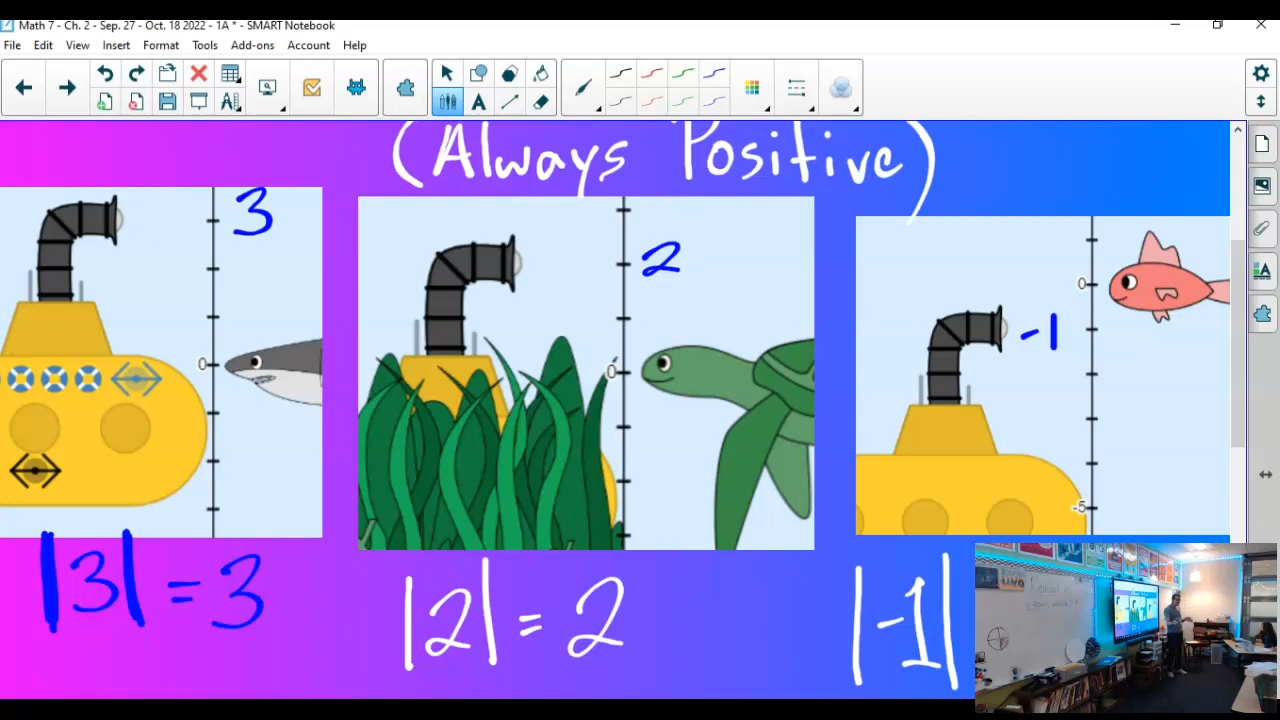 Math 7 - Ch. 2 - Sep. 27 - Oct. 18 2022 - 1A * - SMART Notebook
File Edit View Insert Format Tools Add-ons Account Help
(Always Positive)
3
2
0
0
0
-1
-5
|3| = 3
|2| = 2
|-1|